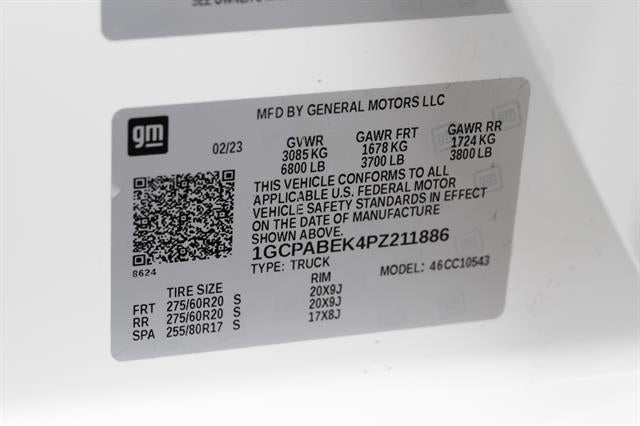 SEE OWNER
gm
MFD BY GENERAL MOTORS LLC
02/23 GVWR GAWR FRT GAWR RR
3085 KG 1678 KG 1724 KG
6800 LB 3700 LB 3800 LB
THIS VEHICLE CONFORMS TO ALL
APPLICABLE U.S. FEDERAL MOTOR
VEHICLE SAFETY STANDARDS IN EFFECT
ON THE DATE OF MANUFACTURE
SHOWN ABOVE.
8624
1GCPABEK4PZ211886
TYPE: TRUCK MODEL: 46CC10543
TIRE SIZE RIM
FRT 275/60R20 S 20X9J
RR 275/60R20 S 20X9J
SPA 255/80R17 S 17X8J